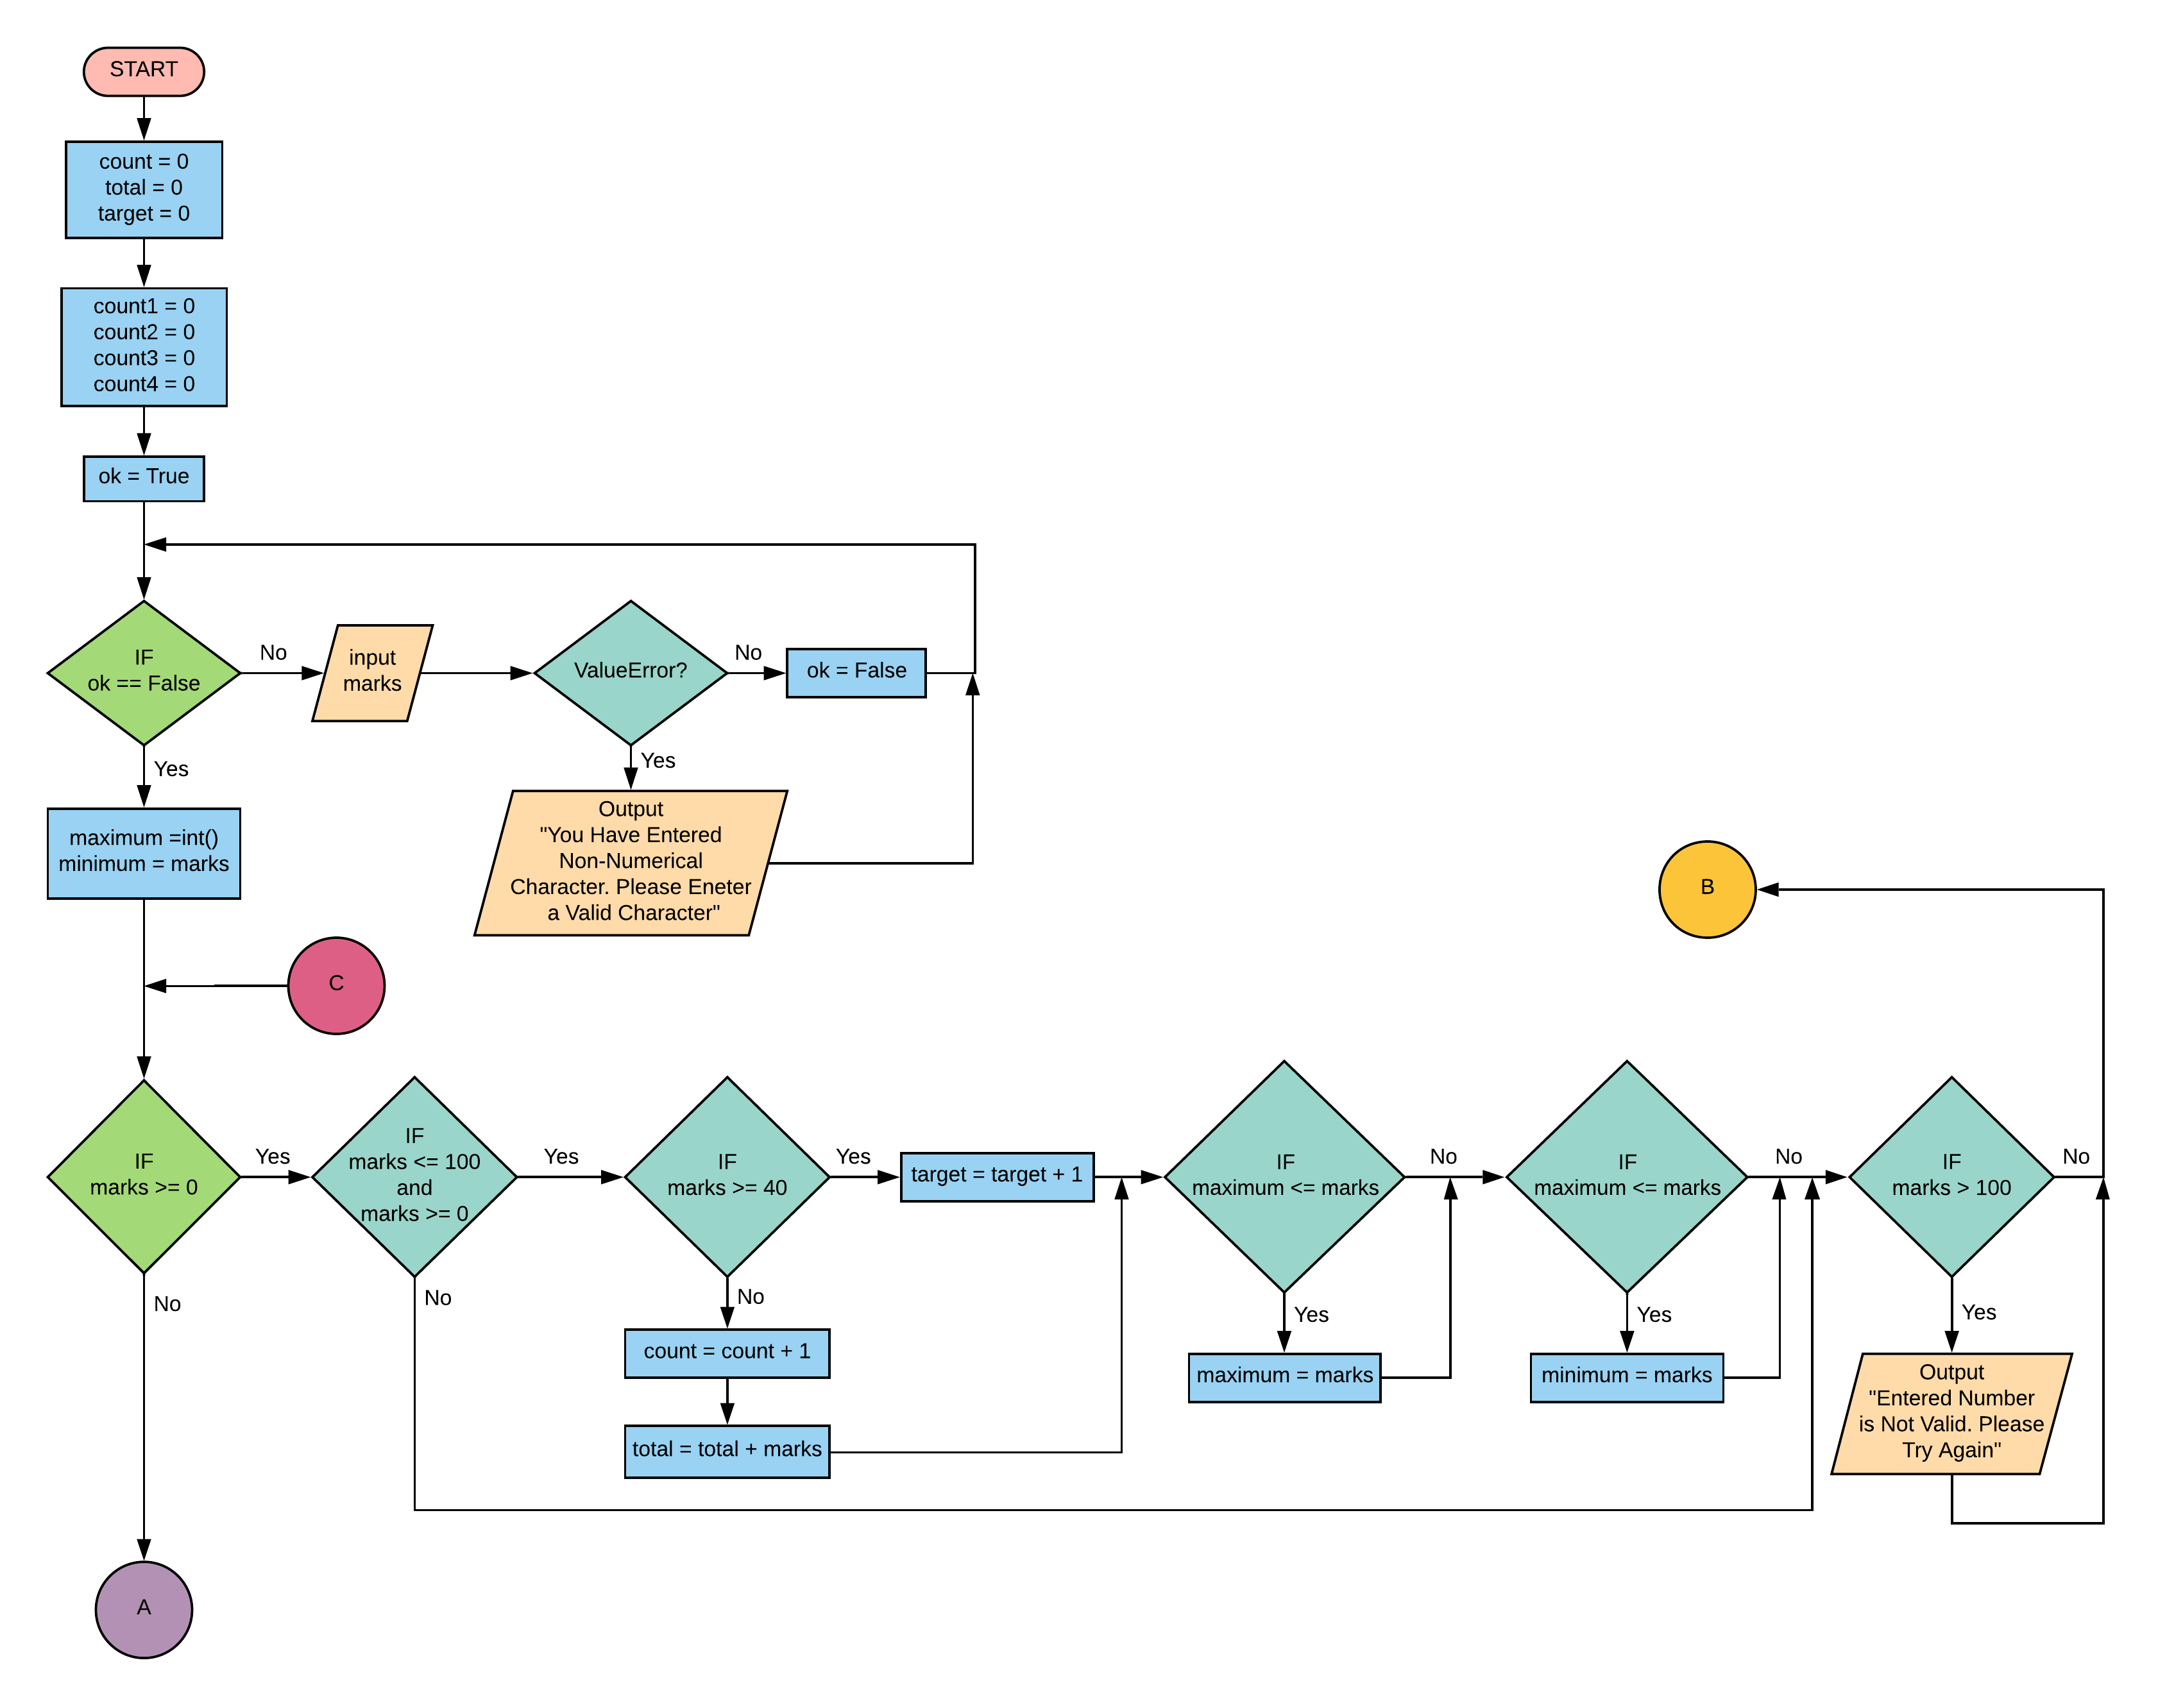 START
count = 0
total = 0
target = 0
count1 = 0
count2 = 0
count3 = 0
count4 = 0
ok = True
IF
ok == False
No
input
marks
ValueError?
No
ok = False
Yes
Yes
maximum =int()
minimum = marks
Output
"You Have Entered
Non-Numerical
Character. Please Eneter
a Valid Character"
B
C
IF
marks >= 0
Yes
IF
marks <= 100
and
marks >= 0
Yes
IF
marks >= 40
Yes
target = target + 1
IF
maximum <= marks
No
IF
maximum <= marks
No
IF
marks > 100
No
No
No
No
count = count + 1
total = total + marks
Yes
maximum = marks
Yes
minimum = marks
Yes
Output
"Entered Number
is Not Valid. Please
Try Again"
A